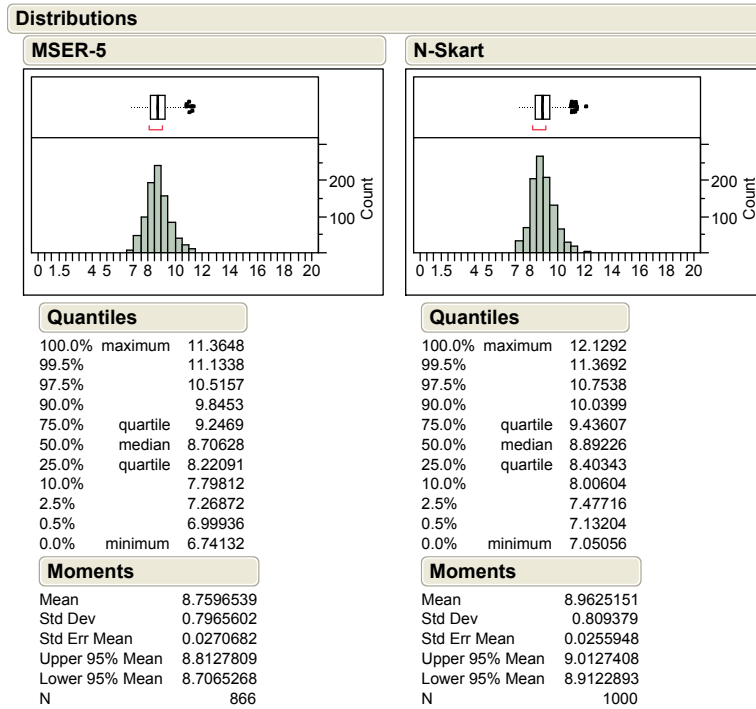 Distributions
MSER-5
200
100
Count
0 1.5 4 5 7 8 10 12 14 16 18 20
Quantiles
100.0% maximum 11.3648
99.5% 11.1338
97.5% 10.5157
90.0% 9.8453
75.0% quartile 9.2469
50.0% median 8.70628
25.0% quartile 8.22091
10.0% 7.79812
2.5% 7.26872
0.5% 6.99936
0.0% minimum 6.74132
Moments
Mean 8.7596539
Std Dev 0.7965602
Std Err Mean 0.0270682
Upper 95% Mean 8.8127809
Lower 95% Mean 8.7065268
N 866
N-Skart
200
100
Count
0 1.5 4 5 7 8 10 12 14 16 18 20
Quantiles
100.0% maximum 12.1292
99.5% 11.3692
97.5% 10.7538
90.0% 10.0399
75.0% quartile 9.43607
50.0% median 8.89226
25.0% quartile 8.40343
10.0% 8.00604
2.5% 7.47716
0.5% 7.13204
0.0% minimum 7.05056
Moments
Mean 8.9625151
Std Dev 0.809379
Std Err Mean 0.0255948
Upper 95% Mean 9.0127408
Lower 95% Mean 8.9122893
N 1000